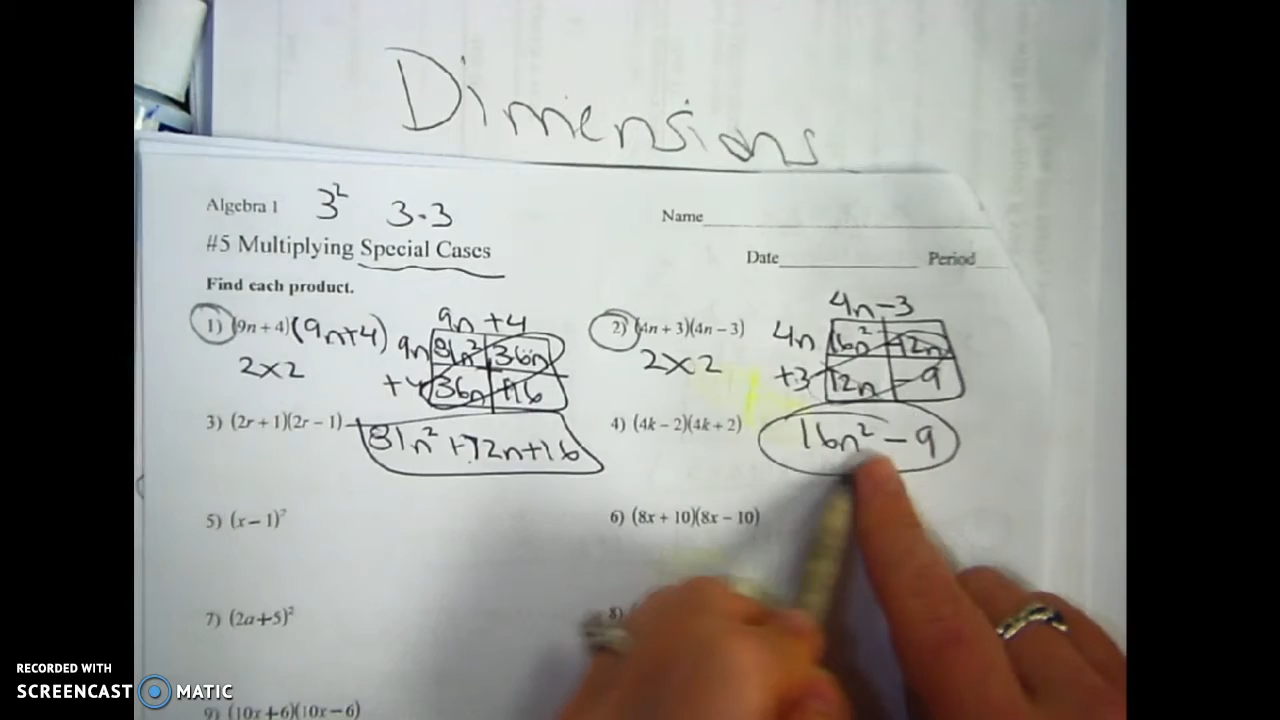 Dimensions
Algebra 1 3² 3·3 Name
#5 Multiplying Special Cases
Date Period
Find each product.
1) (9n + 4)(9n+4)
2x2
9n +4
9n 81n² 36n
+4 36n +16
81n² +72n+16
2) (4n + 3)(4n − 3)
2x2
4n −3
4n 16n² −12n
+3 12n −9
16n² − 9
3) (2r + 1)(2r − 1)
4) (4k − 2)(4k + 2)
5) (x − 1)²
6) (8x + 10)(8x − 10)
7) (2a+5)²
8)
9) (10x+6)(10x−6)
RECORDED WITH
SCREENCAST MATIC